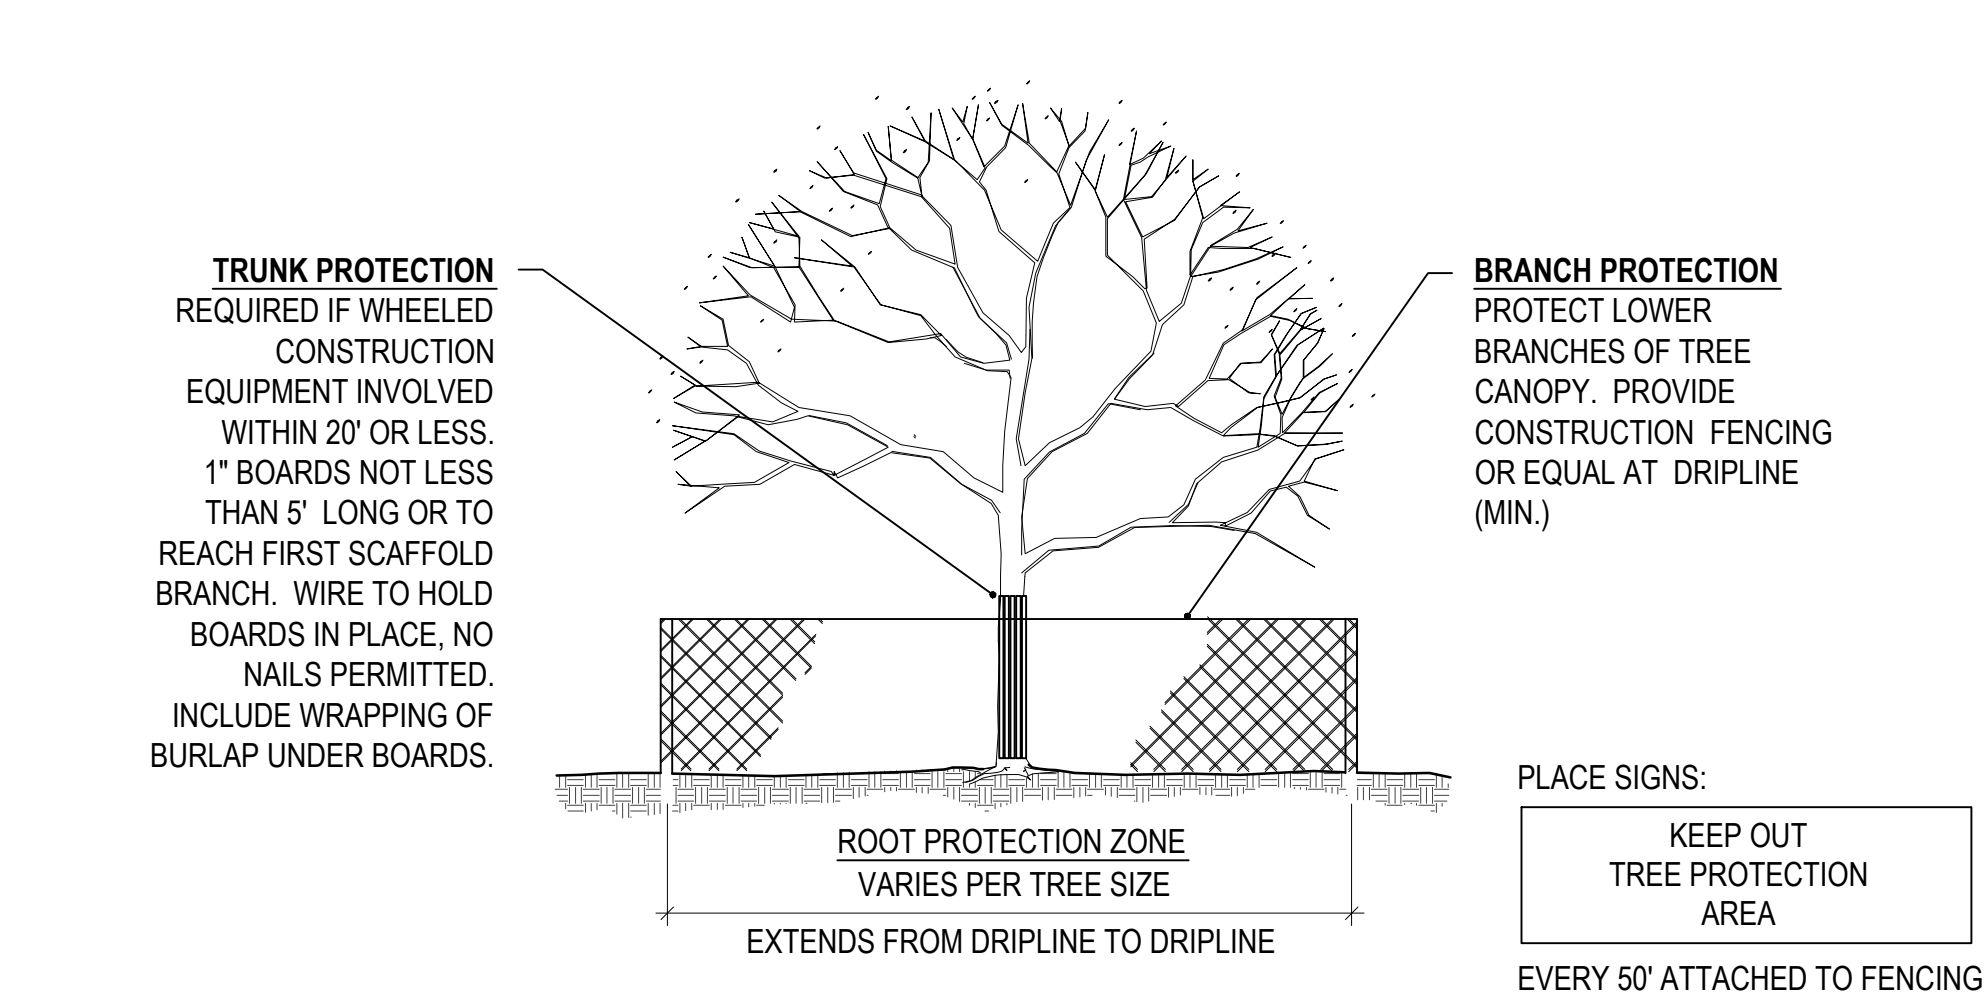 TRUNK PROTECTION
REQUIRED IF WHEELED
CONSTRUCTION
EQUIPMENT INVOLVED
WITHIN 20' OR LESS.
1" BOARDS NOT LESS
THAN 5' LONG OR TO
REACH FIRST SCAFFOLD
BRANCH. WIRE TO HOLD
BOARDS IN PLACE, NO
NAILS PERMITTED.
INCLUDE WRAPPING OF
BURLAP UNDER BOARDS.
BRANCH PROTECTION
PROTECT LOWER
BRANCHES OF TREE
CANOPY. PROVIDE
CONSTRUCTION FENCING
OR EQUAL AT DRIPLINE
(MIN.)
ROOT PROTECTION ZONE
VARIES PER TREE SIZE
EXTENDS FROM DRIPLINE TO DRIPLINE
PLACE SIGNS:
KEEP OUT
TREE PROTECTION
AREA
EVERY 50' ATTACHED TO FENCING